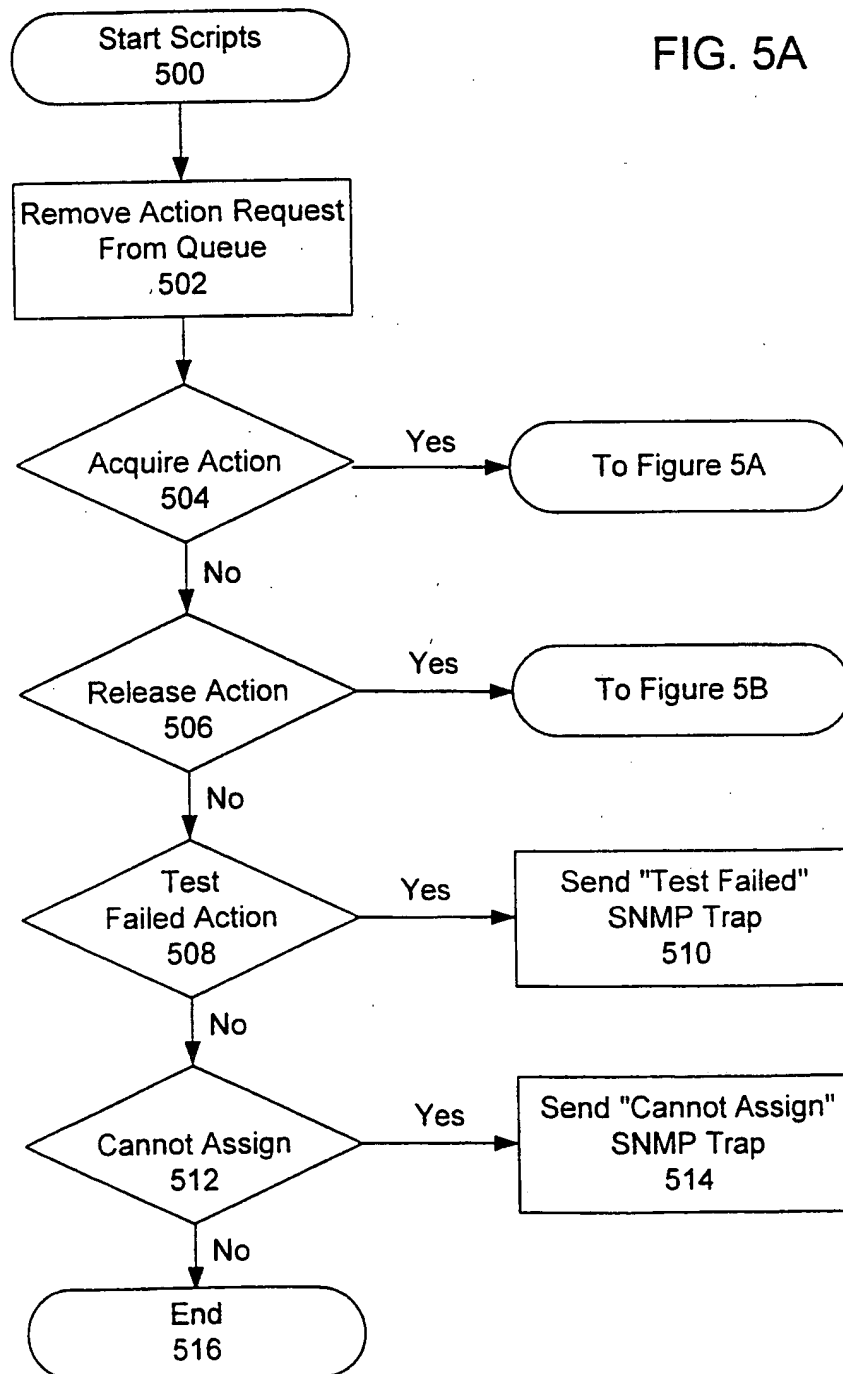 FIG. 5A
Start Scripts
500
Remove Action Request
From Queue
502
Acquire Action
504
Yes
To Figure 5A
No
Release Action
506
Yes
To Figure 5B
No
Test
Failed Action
508
Yes
Send "Test Failed"
SNMP Trap
510
No
Cannot Assign
512
Yes
Send "Cannot Assign"
SNMP Trap
514
No
End
516